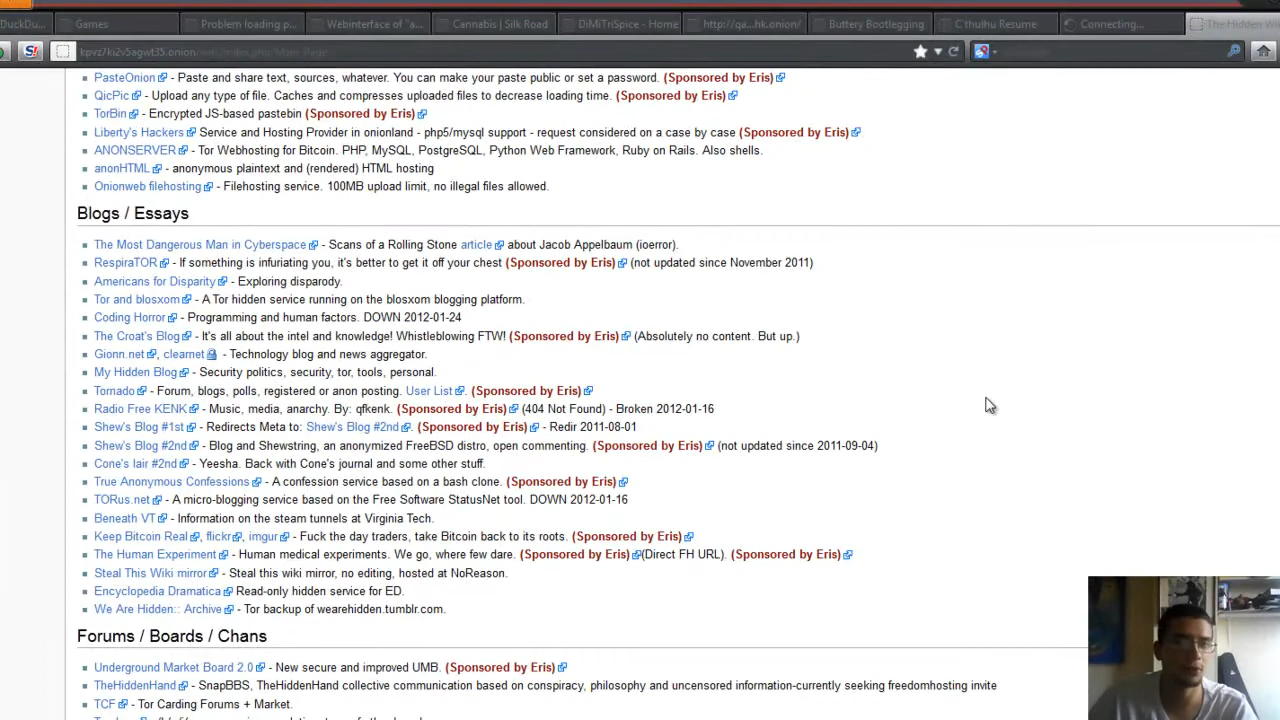 DuckDu...
Games
Problem loading p...
Webinterface of "a...
Cannabis | Silk Road
DiMiTriSpice - Home
http://qa...hk.onion/
Buttery Bootlegging
C'thulhu Resume
Connecting...
The Hidden Wi
S!
kpvz7ki2v5agwt35.onion/wiki/index.php/Main_Page
PasteOnion - Paste and share text, sources, whatever. You can make your paste public or set a password. (Sponsored by Eris)
QicPic - Upload any type of file. Caches and compresses uploaded files to decrease loading time. (Sponsored by Eris)
TorBin - Encrypted JS-based pastebin (Sponsored by Eris)
Liberty's Hackers Service and Hosting Provider in onionland - php5/mysql support - request considered on a case by case (Sponsored by Eris)
ANONSERVER - Tor Webhosting for Bitcoin. PHP, MySQL, PostgreSQL, Python Web Framework, Ruby on Rails. Also shells.
anonHTML - anonymous plaintext and (rendered) HTML hosting
Onionweb filehosting - Filehosting service. 100MB upload limit, no illegal files allowed.
Blogs / Essays
The Most Dangerous Man in Cyberspace - Scans of a Rolling Stone article about Jacob Appelbaum (ioerror).
RespiraTOR - If something is infuriating you, it's better to get it off your chest (Sponsored by Eris) (not updated since November 2011)
Americans for Disparity - Exploring disparody.
Tor and blosxom - A Tor hidden service running on the blosxom blogging platform.
Coding Horror - Programming and human factors. DOWN 2012-01-24
The Croat's Blog - It's all about the intel and knowledge! Whistleblowing FTW! (Sponsored by Eris) (Absolutely no content. But up.)
Gionn.net, clearnet - Technology blog and news aggregator.
My Hidden Blog - Security politics, security, tor, tools, personal.
Tornado - Forum, blogs, polls, registered or anon posting. User List. (Sponsored by Eris)
Radio Free KENK - Music, media, anarchy. By: qfkenk. (Sponsored by Eris) (404 Not Found) - Broken 2012-01-16
Shew's Blog #1st - Redirects Meta to: Shew's Blog #2nd. (Sponsored by Eris) - Redir 2011-08-01
Shew's Blog #2nd - Blog and Shewstring, an anonymized FreeBSD distro, open commenting. (Sponsored by Eris) (not updated since 2011-09-04)
Cone's lair #2nd - Yeesha. Back with Cone's journal and some other stuff.
True Anonymous Confessions - A confession service based on a bash clone. (Sponsored by Eris)
TORus.net - A micro-blogging service based on the Free Software StatusNet tool. DOWN 2012-01-16
Beneath VT - Information on the steam tunnels at Virginia Tech.
Keep Bitcoin Real, flickr, imgur - Fuck the day traders, take Bitcoin back to its roots. (Sponsored by Eris)
The Human Experiment - Human medical experiments. We go, where few dare. (Sponsored by Eris)(Direct FH URL). (Sponsored by Eris)
Steal This Wiki mirror - Steal this wiki mirror, no editing, hosted at NoReason.
Encyclopedia Dramatica Read-only hidden service for ED.
We Are Hidden:: Archive - Tor backup of wearehidden.tumblr.com.
Forums / Boards / Chans
Underground Market Board 2.0 - New secure and improved UMB. (Sponsored by Eris)
TheHiddenHand - SnapBBS, TheHiddenHand collective communication based on conspiracy, philosophy and uncensored information-currently seeking freedomhosting invite
TCF - Tor Carding Forums + Market.